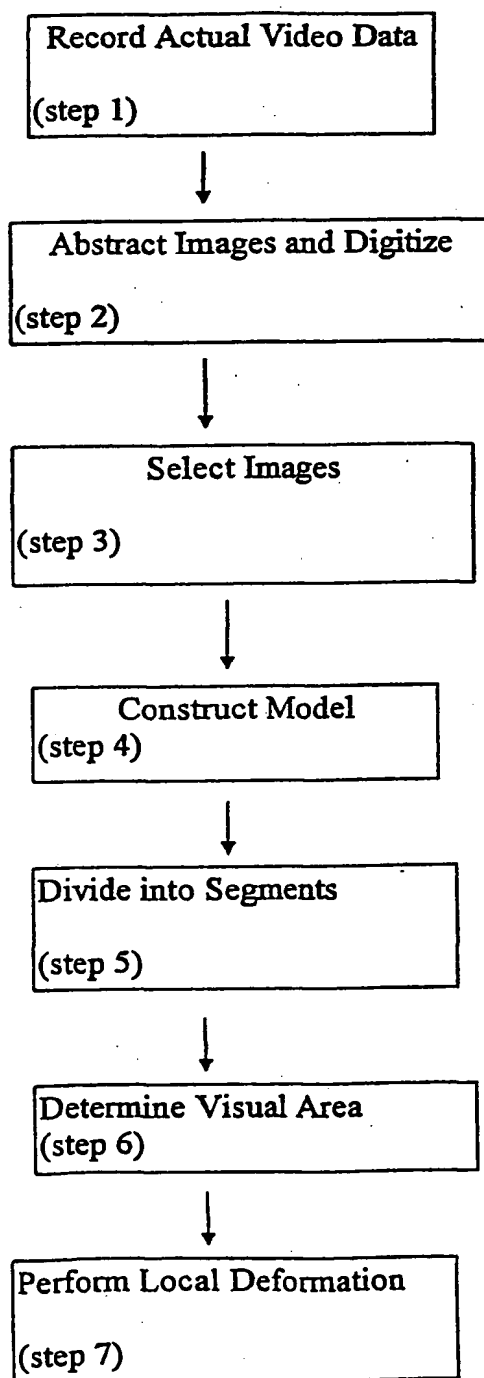 Record Actual Video Data
(step 1)
Abstract Images and Digitize
(step 2)
Select Images
(step 3)
Construct Model
(step 4)
Divide into Segments
(step 5)
Determine Visual Area
(step 6)
Perform Local Deformation
(step 7)